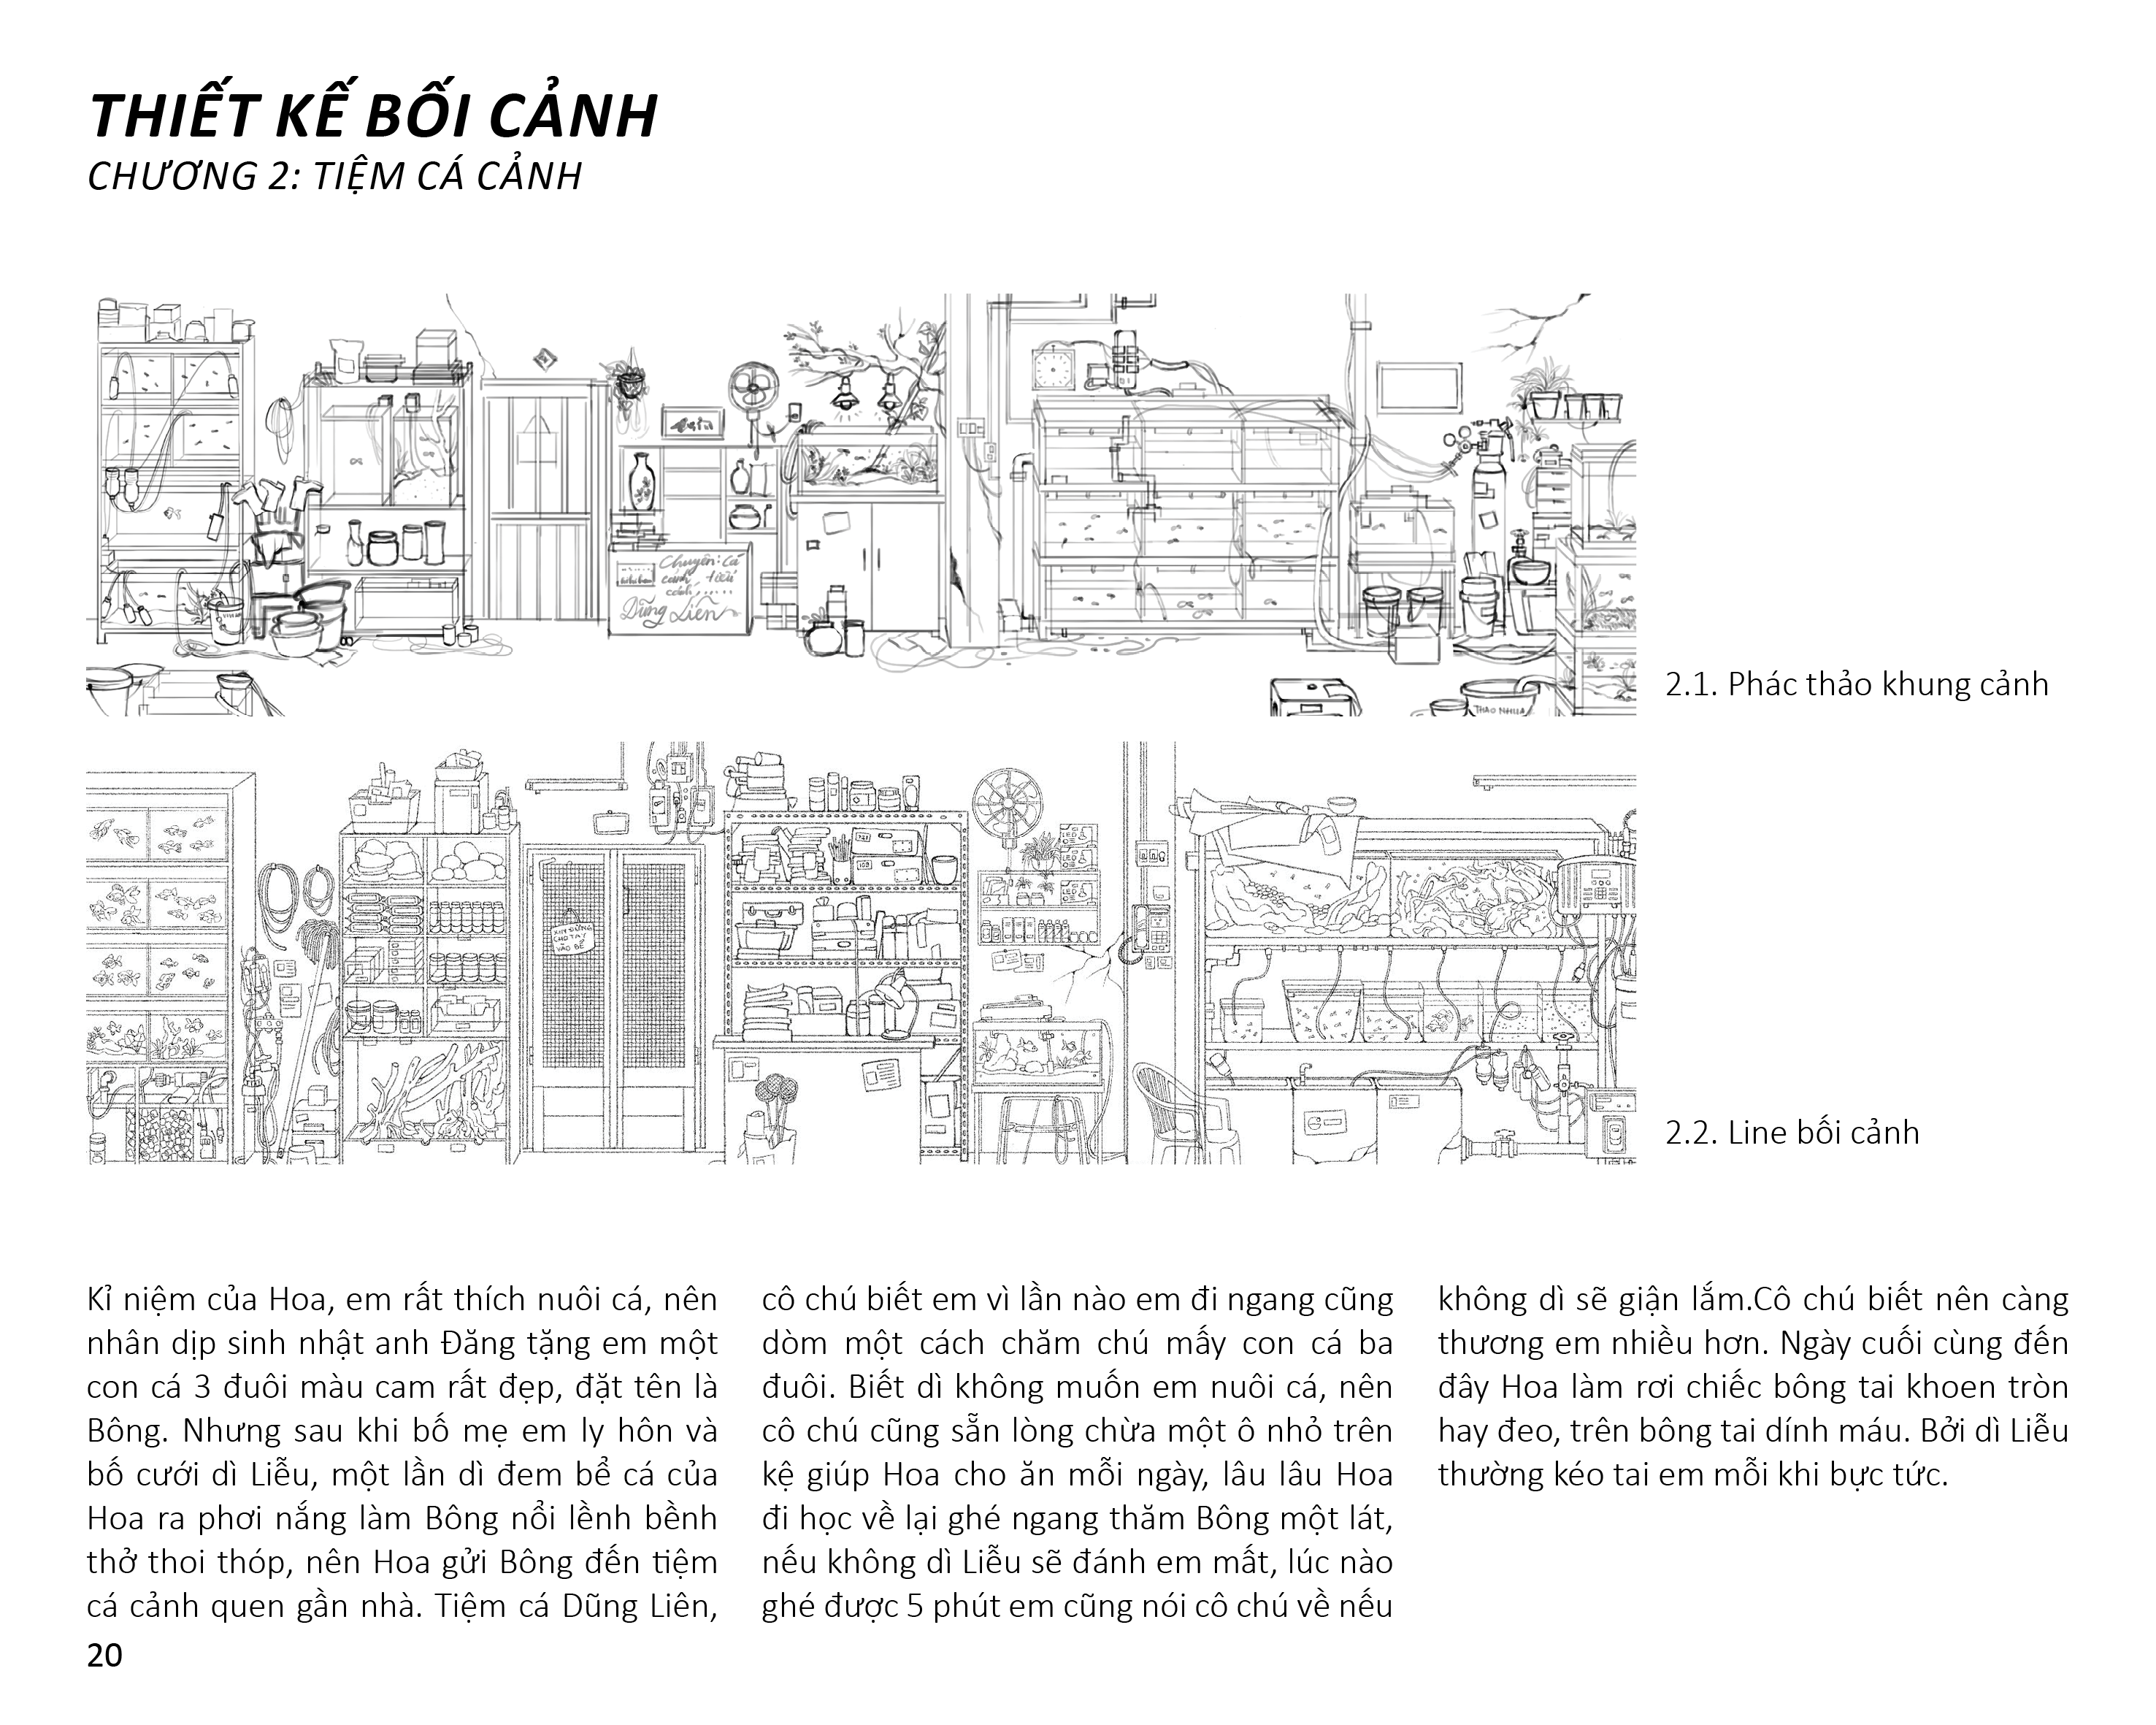 THIẾT KẾ BỐI CẢNH
CHƯƠNG 2: TIỆM CÁ CẢNH
Chuyên: Cá
cảnh, tiểu
cảnh......
Dũng Liên
THAO NHUA
2.1. Phác thảo khung cảnh
XIN ĐỪNG
CHO TAY
VÀO BỂ
LED
LED
LED
2.2. Line bối cảnh
Kỉ niệm của Hoa, em rất thích nuôi cá, nên
nhân dịp sinh nhật anh Đăng tặng em một
con cá 3 đuôi màu cam rất đẹp, đặt tên là
Bông. Nhưng sau khi bố mẹ em ly hôn và
bố cưới dì Liễu, một lần dì đem bể cá của
Hoa ra phơi nắng làm Bông nổi lềnh bềnh
thở thoi thóp, nên Hoa gửi Bông đến tiệm
cá cảnh quen gần nhà. Tiệm cá Dũng Liên,
cô chú biết em vì lần nào em đi ngang cũng
dòm một cách chăm chú mấy con cá ba
đuôi. Biết dì không muốn em nuôi cá, nên
cô chú cũng sẵn lòng chừa một ô nhỏ trên
kệ giúp Hoa cho ăn mỗi ngày, lâu lâu Hoa
đi học về lại ghé ngang thăm Bông một lát,
nếu không dì Liễu sẽ đánh em mất, lúc nào
ghé được 5 phút em cũng nói cô chú về nếu
không dì sẽ giận lắm.Cô chú biết nên càng
thương em nhiều hơn. Ngày cuối cùng đến
đây Hoa làm rơi chiếc bông tai khoen tròn
hay đeo, trên bông tai dính máu. Bởi dì Liễu
thường kéo tai em mỗi khi bực tức.
20